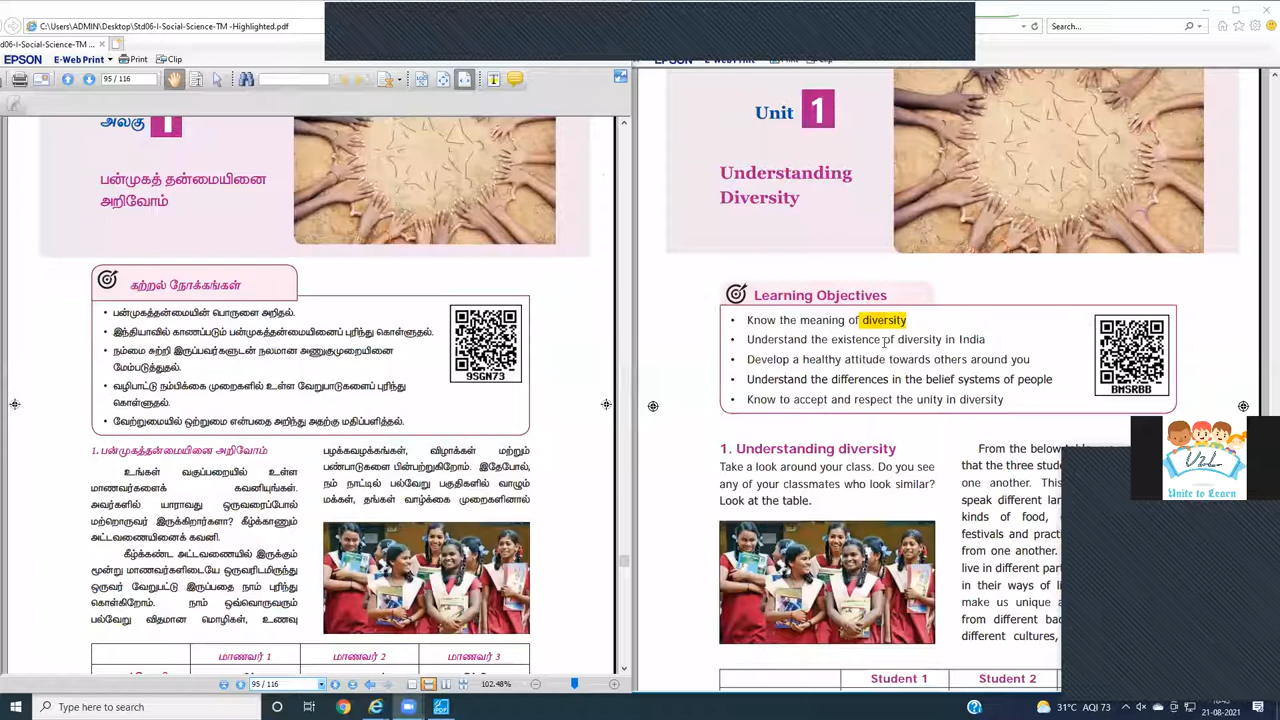 C:\Users\ADMIN\Desktop\Std06-I-Social-Science-TM -Highlighted.pdf
Search...
d06-I-Social-Science-TM ...
EPSON E-Web Print Print Clip
95 / 116
அலகு 1
பன்முகத் தன்மையினை
அறிவோம்
கற்றல் நோக்கங்கள்
• பன்முகத்தன்மையின் பொருளை அறிதல்.
• இந்தியாவில் காணப்படும் பன்முகத்தன்மையினைப் புரிந்து கொள்ளுதல்.
• நம்மை சுற்றி இருப்பவர்களுடன் நலமான அணுகுமுறையினை
மேம்படுத்துதல்.
• வழிபாட்டு நம்பிக்கை முறைகளில் உள்ள வேறுபாடுகளைப் புரிந்து
கொள்ளுதல்.
• வேற்றுமையில் ஒற்றுமை என்பதை அறிந்து அதற்கு மதிப்பளித்தல்.
9SGN73
1. பன்முகத்தன்மையினை அறிவோம்
உங்கள் வகுப்பறையில் உள்ள
மாணவர்களைக் கவனியுங்கள்.
அவர்களில் யாராவது ஒருவரைப்போல்
மற்றொருவர் இருக்கிறார்களா? கீழ்க்காணும்
அட்டவணையினைக் கவனி.
கீழ்க்கண்ட அட்டவணையில் இருக்கும்
மூன்று மாணவர்களிடையே ஒருவரிடமிருந்து
ஒருவர் வேறுபட்டு இருப்பதை நாம் புரிந்து
கொள்கிறோம். நாம் ஒவ்வொருவரும்
பல்வேறு விதமான மொழிகள், உணவு
பழக்கவழக்கங்கள், விழாக்கள் மற்றும்
பண்பாடுகளை பின்பற்றுகிறோம். இதேபோல்,
நம் நாட்டில் பல்வேறு பகுதிகளில் வாழும்
மக்கள், தங்கள் வாழ்க்கை முறைகளினால்
மாணவர் 1 மாணவர் 2 மாணவர் 3
95 / 116
102.48%
Unit 1
Understanding
Diversity
Learning Objectives
• Know the meaning of diversity
• Understand the existence of diversity in India
• Develop a healthy attitude towards others around you
• Understand the differences in the belief systems of people
• Know to accept and respect the unity in diversity
BMSRBB
1. Understanding diversity
Take a look around your class. Do you see
any of your classmates who look similar?
Look at the table.
From the below
that the three
one another. This
speak different
kinds of food,
festivals and
from one another.
live in different
in their ways of
make us unique
from different
different cultures,
Student 1 Student 2
U2L
Unite to Learn
Type here to search
31°C AQI 73
21-08-2021